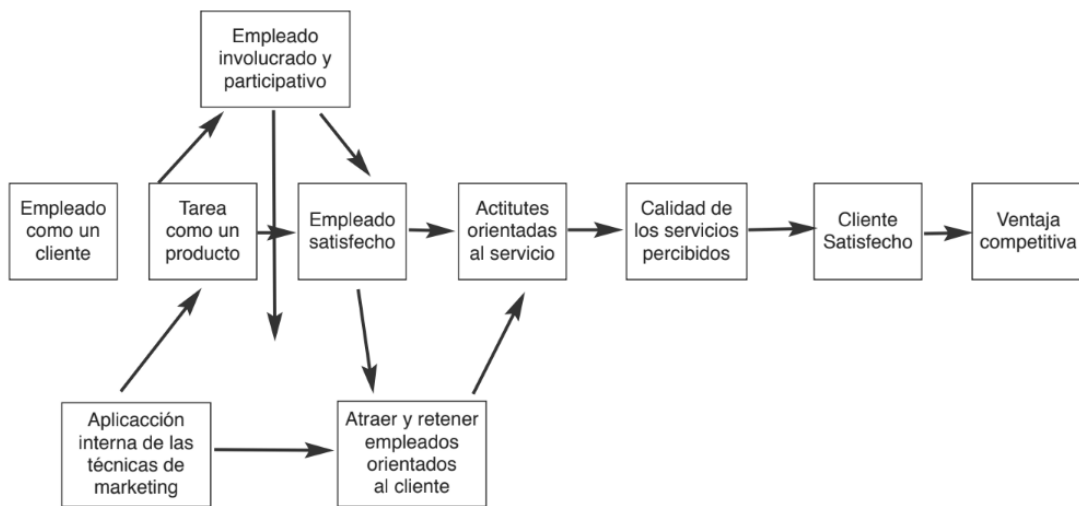 Empleado
involucrado y
participativo
Empleado
como un
cliente
Tarea
como un
producto
Empleado
satisfecho
Actitutes
orientadas
al servicio
Calidad de
los servicios
percibidos
Cliente
Satisfecho
Ventaja
competitiva
Aplicacción
interna de las
técnicas de
marketing
Atraer y retener
empleados
orientados
al cliente